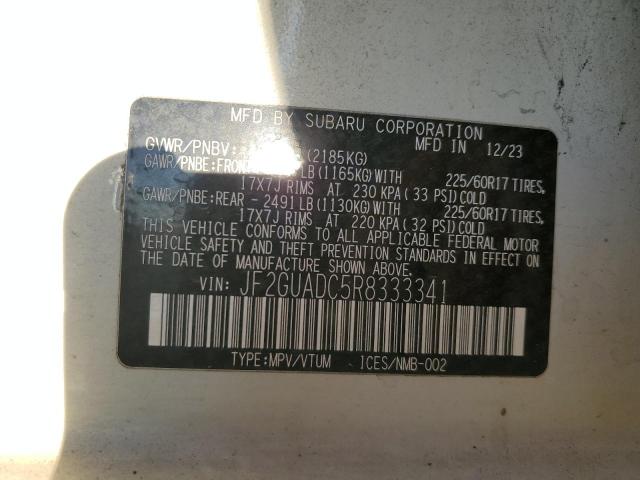 MFD BY SUBARU CORPORATION
GVWR/PNBV: (2185KG) MFD IN 12/23
GAWR/PNBE:FRONT LB(1165KG)WITH 225/60R17 TIRES,
17X7J RIMS AT 230 KPA(33 PSI)COLD
GAWR/PNBE:REAR - 2491LB(1130KG)WITH 225/60R17 TIRES,
17X7J RIMS AT 220 KPA(32 PSI)COLD
THIS VEHICLE CONFORMS TO ALL APPLICABLE FEDERAL MOTOR
VEHICLE SAFETY AND THEFT PREVENTION STANDARDS IN EFFECT
ON THE DATE OF MANUFACTURE SHOWN ABOVE.
VIN: JF2GUADC5R8333341
TYPE:MPV/VTUM ICES/NMB-002